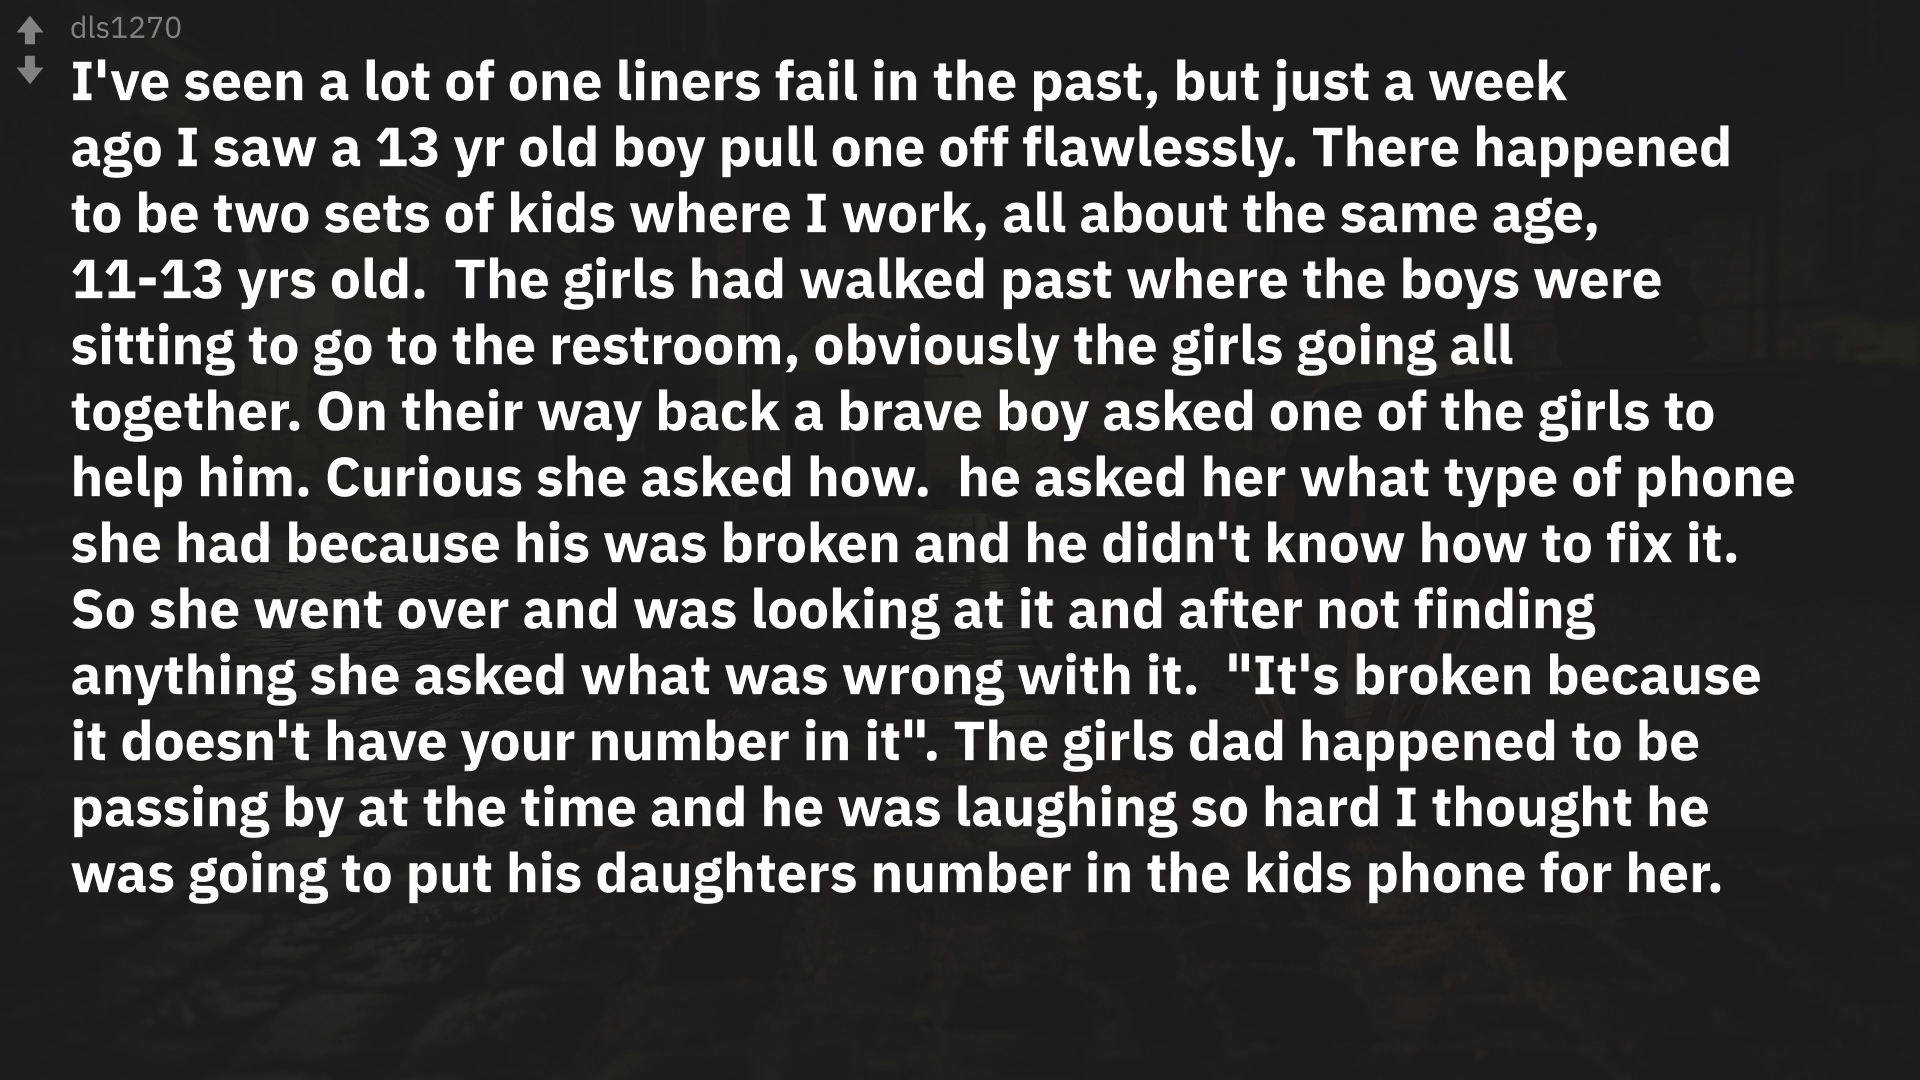 dls1270
I've seen a lot of one liners fail in the past, but just a week
ago I saw a 13 yr old boy pull one off flawlessly. There happened
to be two sets of kids where I work, all about the same age,
11-13 yrs old.  The girls had walked past where the boys were
sitting to go to the restroom, obviously the girls going all
together. On their way back a brave boy asked one of the girls to
help him. Curious she asked how.  he asked her what type of phone
she had because his was broken and he didn't know how to fix it.
So she went over and was looking at it and after not finding
anything she asked what was wrong with it.  "It's broken because
it doesn't have your number in it". The girls dad happened to be
passing by at the time and he was laughing so hard I thought he
was going to put his daughters number in the kids phone for her.